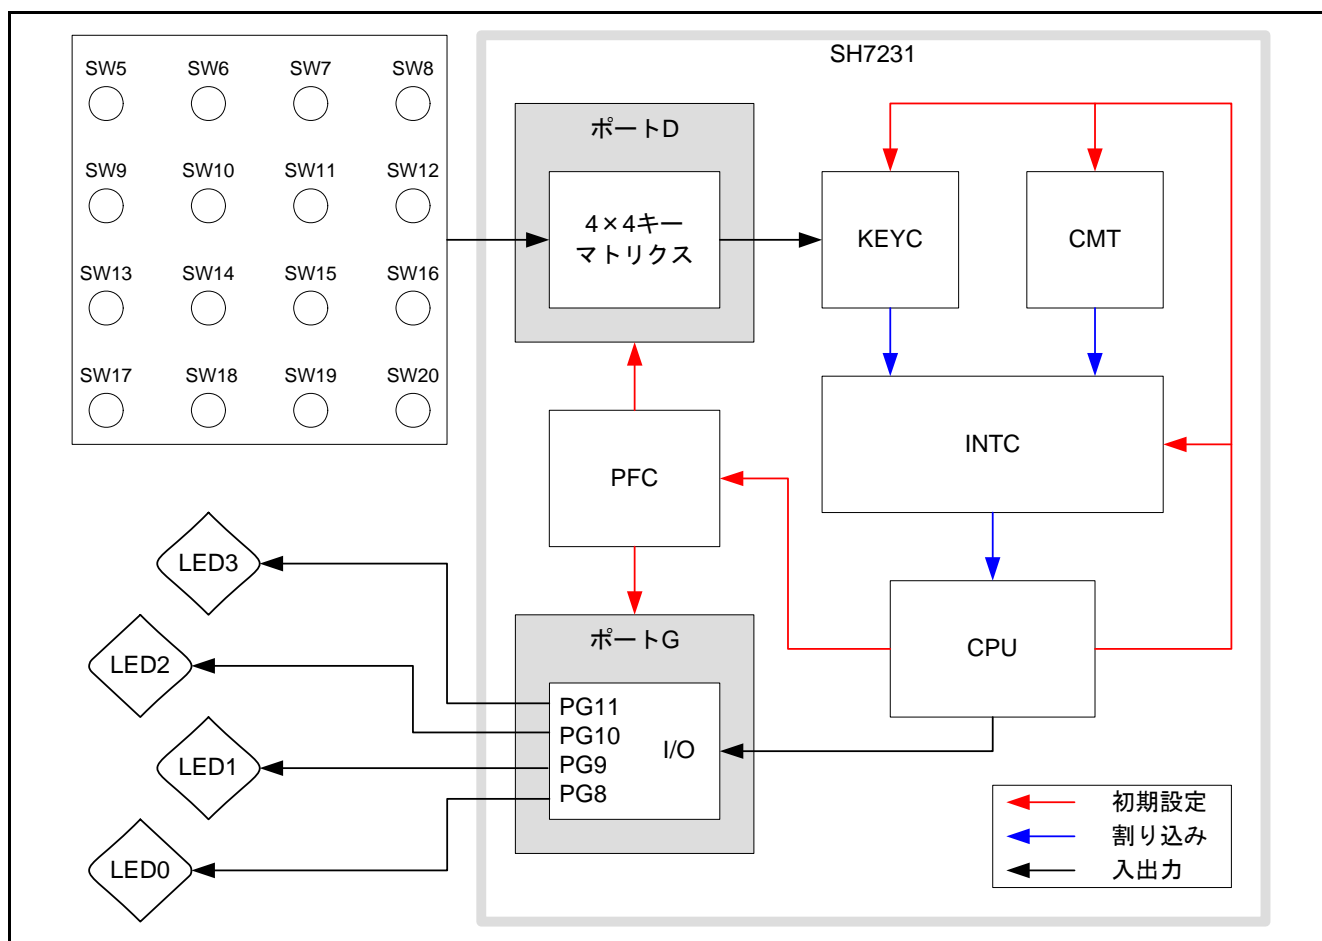 SH7231
SW5 SW6 SW7 SW8
SW9 SW10 SW11 SW12
SW13 SW14 SW15 SW16
SW17 SW18 SW19 SW20
ポートD
4×4キー
マトリクス
KEYC
CMT
INTC
PFC
CPU
ポートG
PG11
PG10
PG9
PG8
I/O
LED3
LED2
LED1
LED0
初期設定
割り込み
入出力